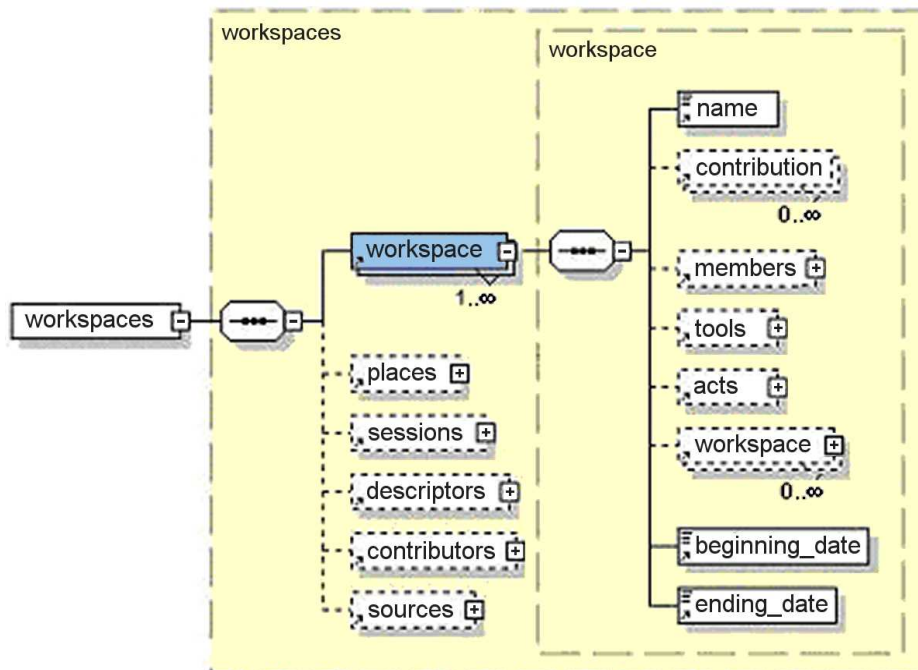 workspaces
workspace
name
contribution
0..∞
workspace
1..∞
members
workspaces
tools
places
acts
sessions
workspace
0..∞
descriptors
contributors
beginning_date
sources
ending_date